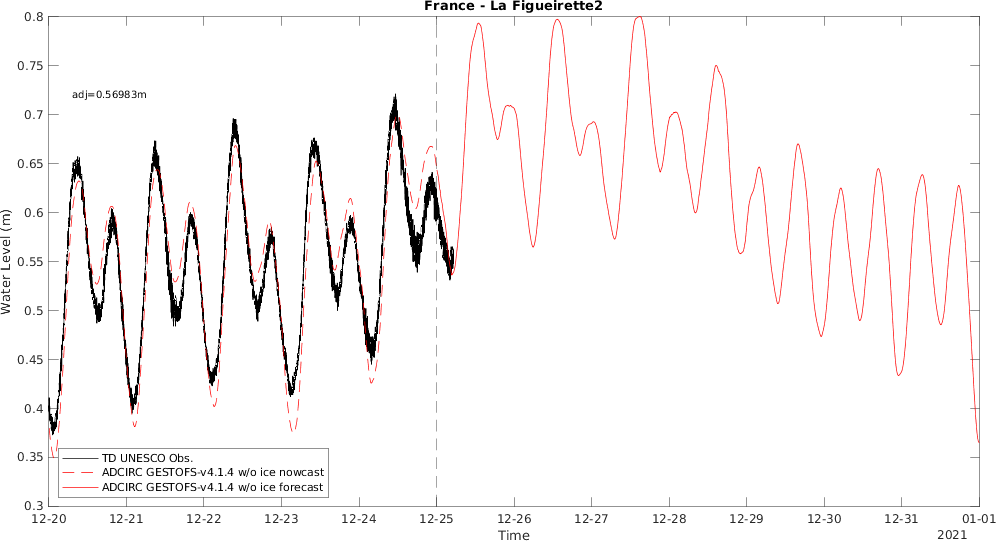 France - La Figueirette2
0.8
0.75
0.7
0.65
0.6
0.55
0.5
0.45
0.4
0.35
0.3
Water Level (m)
adj=0.56983m
TD UNESCO Obs.
ADCIRC GESTOFS-v4.1.4 w/o ice nowcast
ADCIRC GESTOFS-v4.1.4 w/o ice forecast
12-20 12-21 12-22 12-23 12-24 12-25 12-26 12-27 12-28 12-29 12-30 12-31 01-01
Time
2021